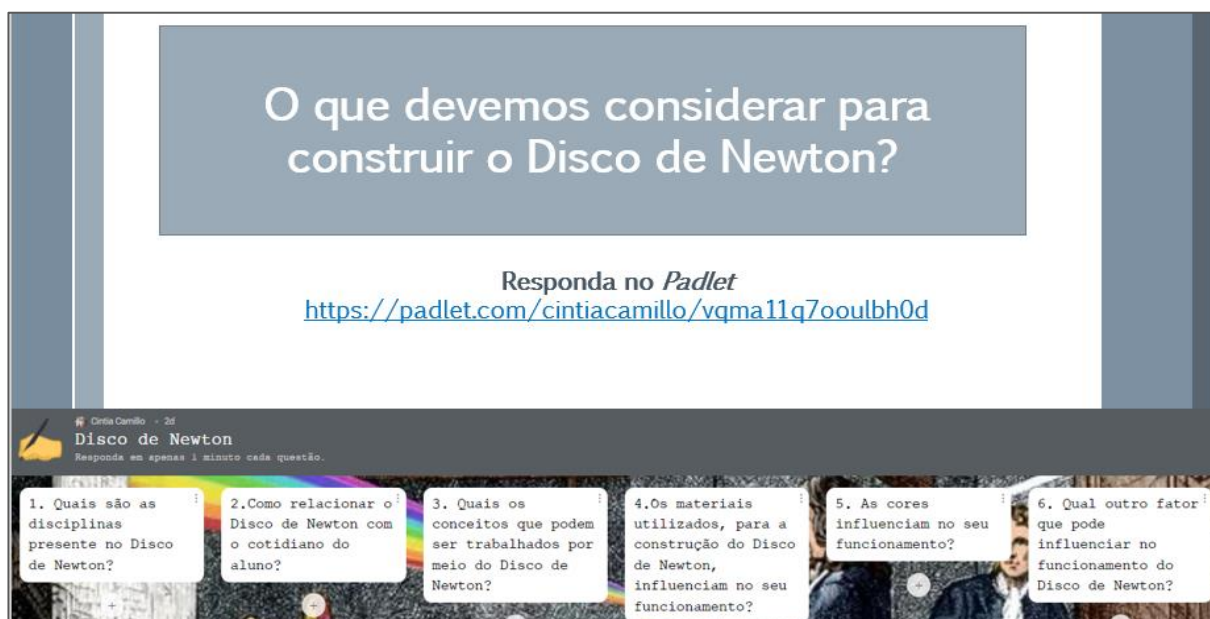 O que devemos considerar para
construir o Disco de Newton?
Responda no Padlet
https://padlet.com/cintiacamillo/vqma11q7ooulbh0d
Cintia Camillo • 2d
Disco de Newton
Responda em apenas 1 minuto cada questão.
1. Quais são as
disciplinas
presente no Disco
de Newton?
2.Como relacionar o
Disco de Newton com
o cotidiano do
aluno?
3. Quais os
conceitos que podem
ser trabalhados por
meio do Disco de
Newton?
4.Os materiais
utilizados, para a
construção do Disco
de Newton,
influenciam no seu
funcionamento?
5. As cores
influenciam no seu
funcionamento?
6. Qual outro fator
que pode
influenciar no
funcionamento do
Disco de Newton?